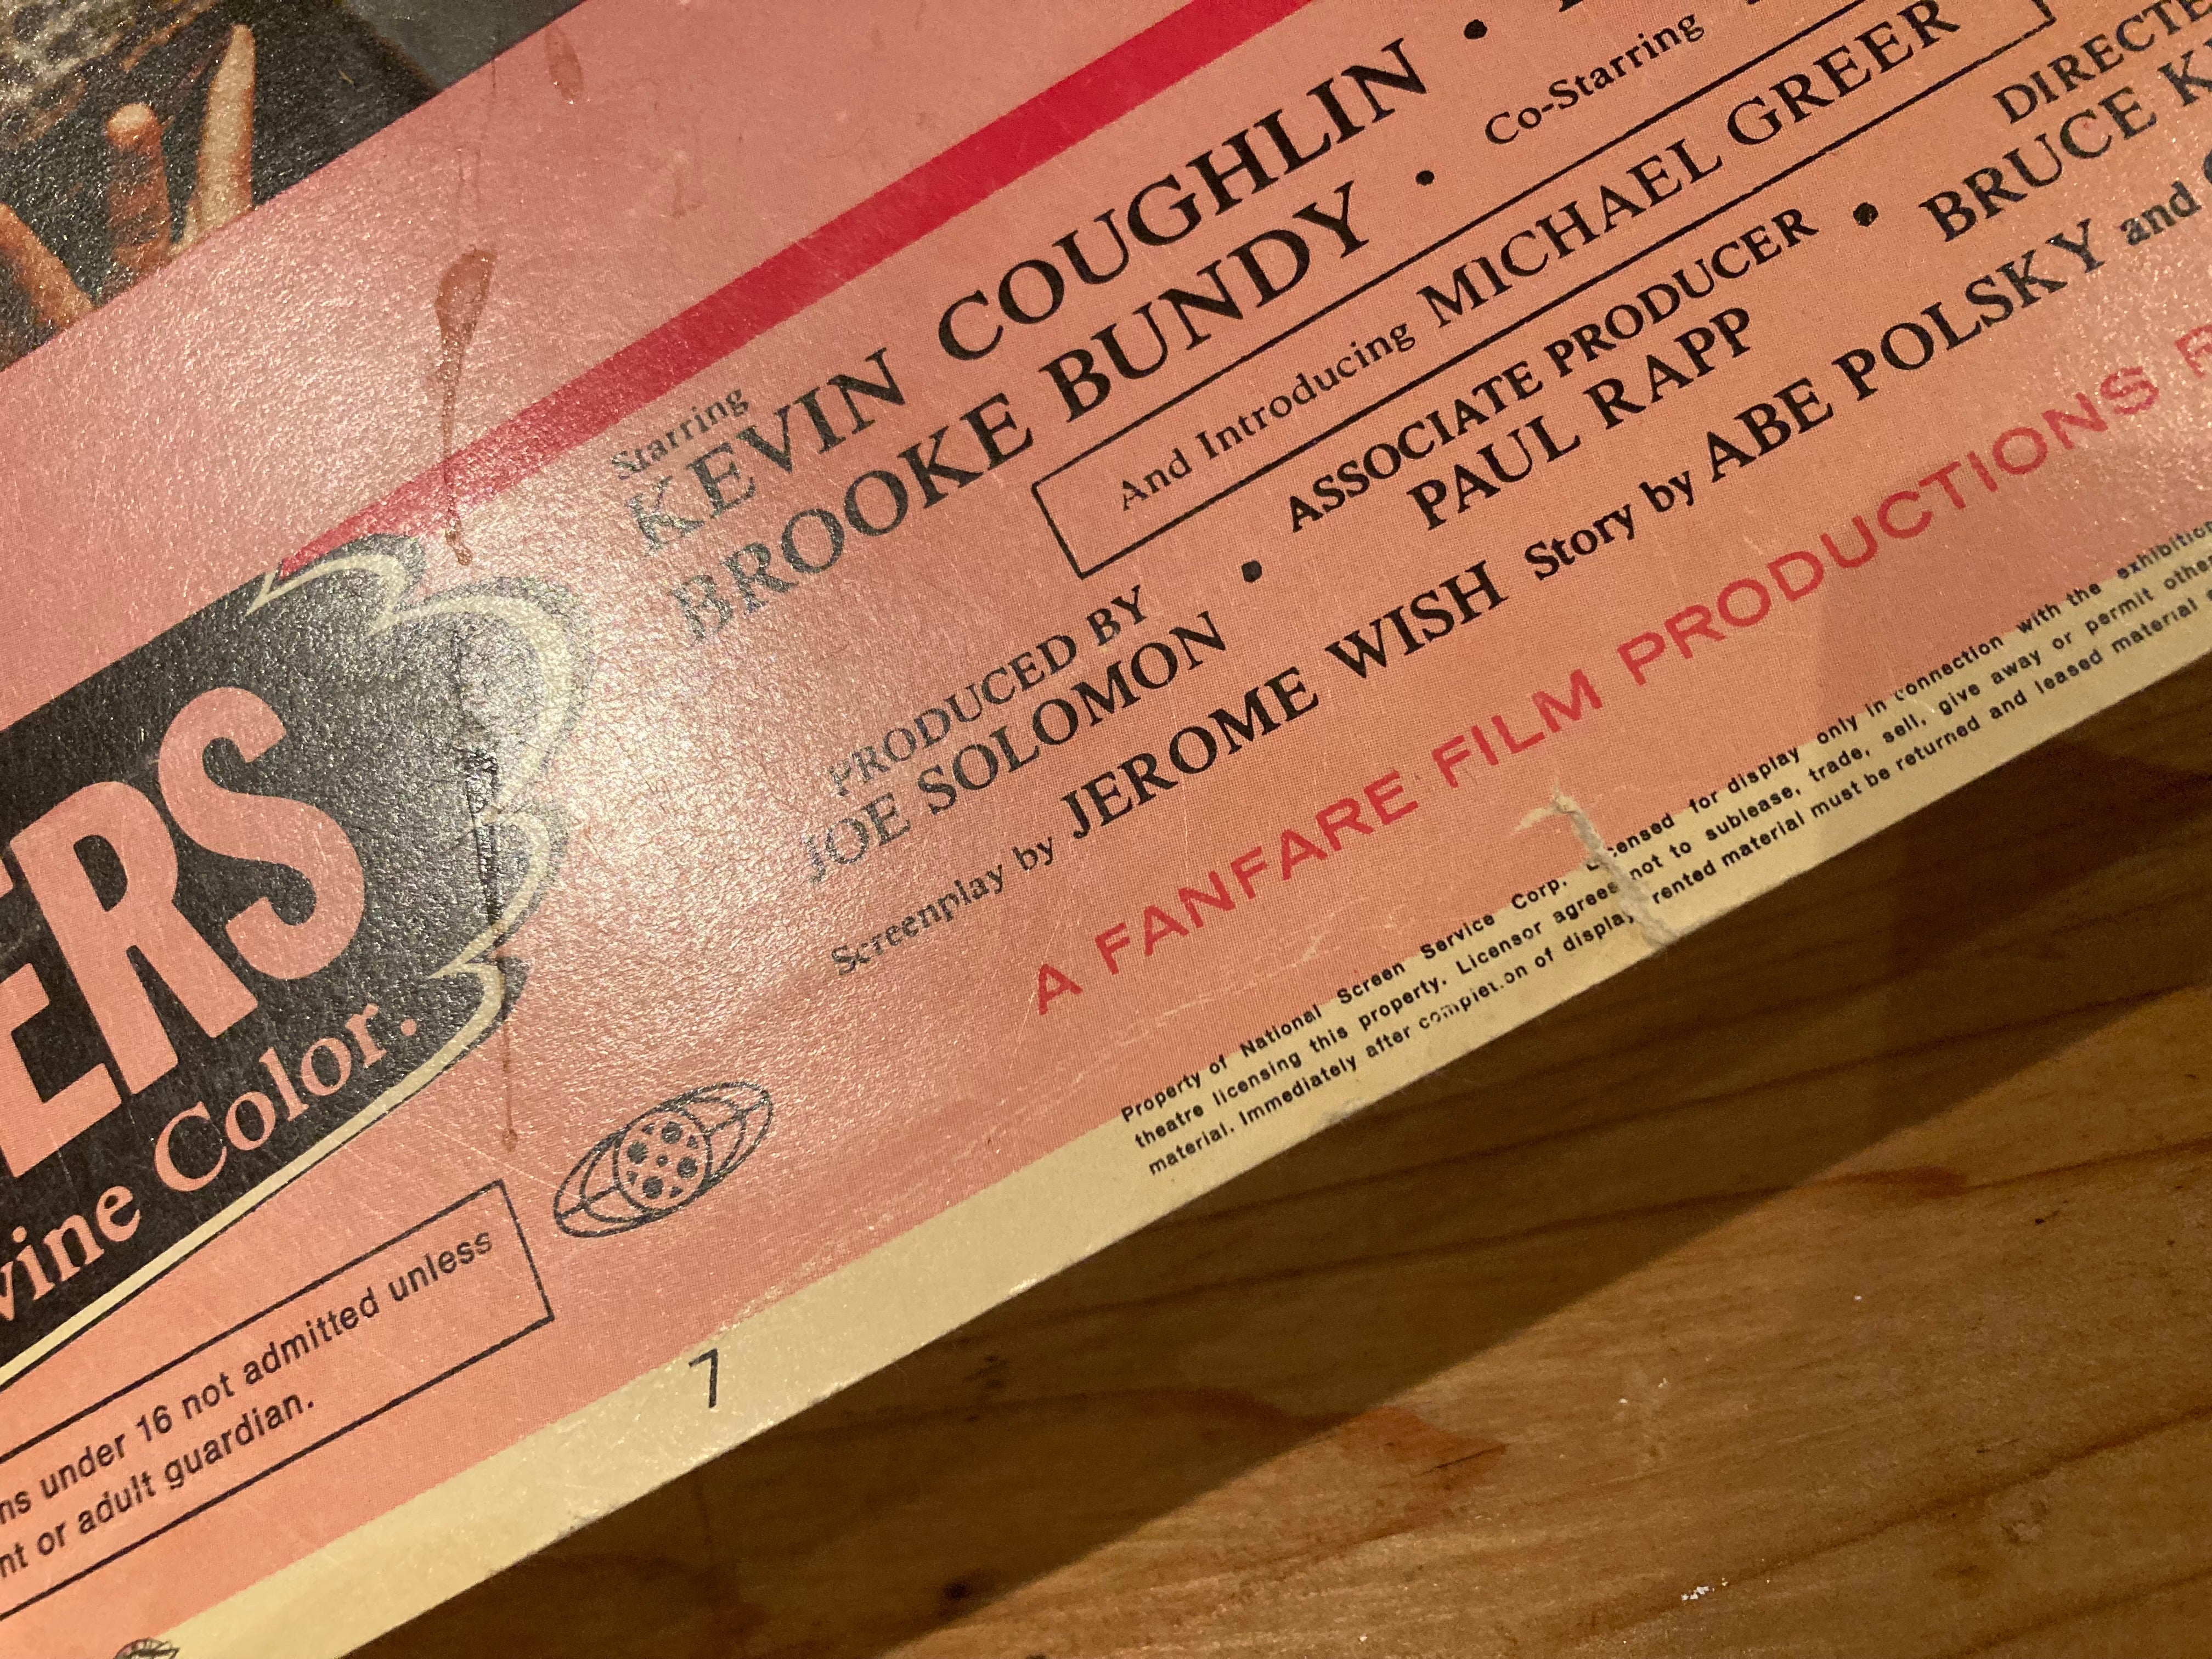 Starring
KEVIN COUGHLIN •
BROOKE BUNDY • Co-Starring
And Introducing MICHAEL GREER
PRODUCED BY • ASSOCIATE PRODUCER • DIRECTE
JOE SOLOMON PAUL RAPP BRUCE K
Screenplay by JEROME WISH Story by ABE POLSKY and
A FANFARE FILM PRODUCTIONS R
Property of National Screen Service Corp. Licensed for display only in connection with the exhibition
theatre licensing this property. Licensor agrees not to sublease, trade, sell, give away or permit other
material. Immediately after completion of display rented material must be returned and leased material
ERS
vine Color.
ns under 16 not admitted unless
nt or adult guardian.
7